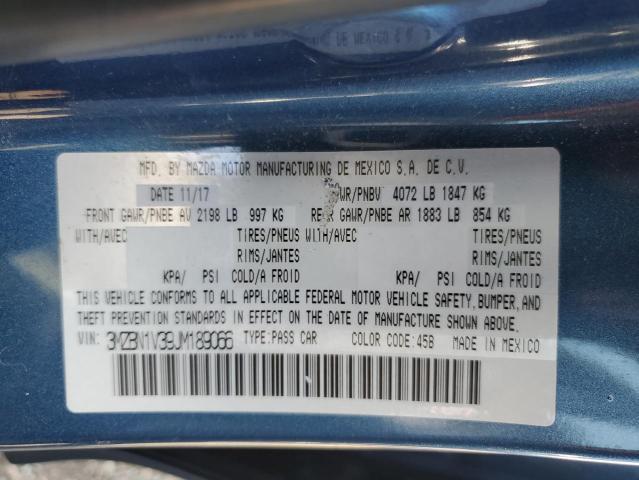 MFD. BY MAZDA MOTOR MANUFACTURING DE MEXICO S.A. DE C.V.
DATE 11/17 GVWR/PNBV 4072 LB 1847 KG
FRONT GAWR/PNBE AV 2198 LB 997 KG REAR GAWR/PNBE AR 1883 LB 854 KG
WITH/AVEC TIRES/PNEUS WITH/AVEC TIRES/PNEUS
RIMS/JANTES RIMS/JANTES
KPA/ PSI COLD/A FROID KPA/ PSI COLD/A FROID
THIS VEHICLE CONFORMS TO ALL APPLICABLE FEDERAL MOTOR VEHICLE SAFETY, BUMPER, AND
THEFT PREVENTION STANDARDS IN EFFECT ON THE DATE OF MANUFACTURE SHOWN ABOVE.
VIN: 3MZBN1V39JM189066 TYPE:PASS CAR COLOR CODE:45B MADE IN MEXICO